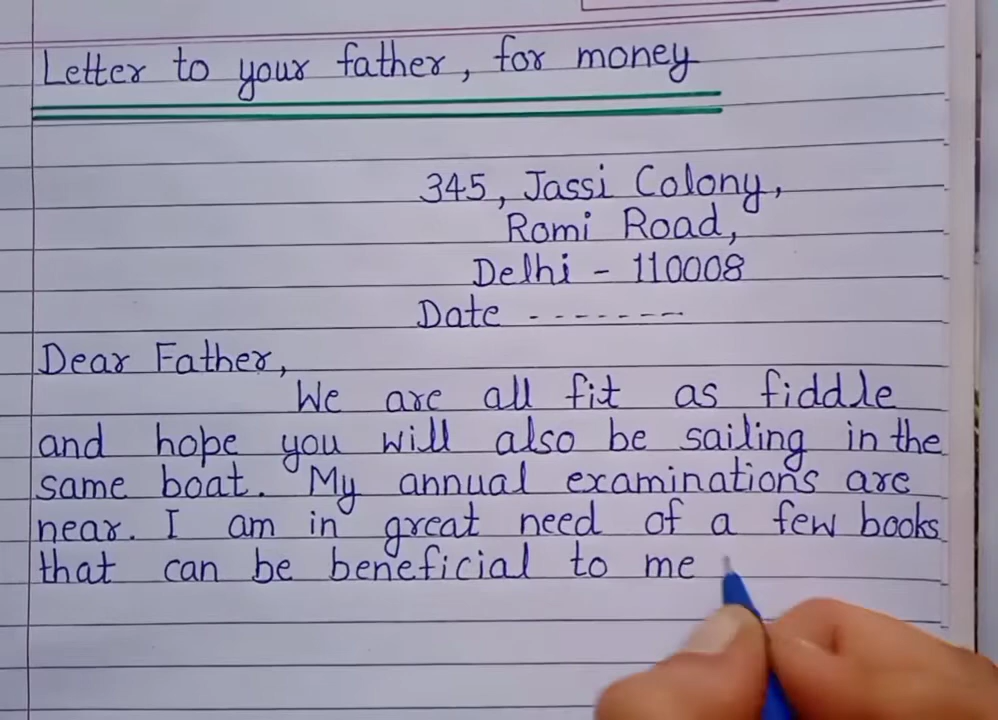 Letter to your father, for money
345, Jassi Colony,
Romi Road,
Delhi - 110008
Date -------
Dear Father,
We are all fit as fiddle
and hope you will also be sailing in the
same boat. My annual examinations are
near. I am in great need of a few books
that can be beneficial to me